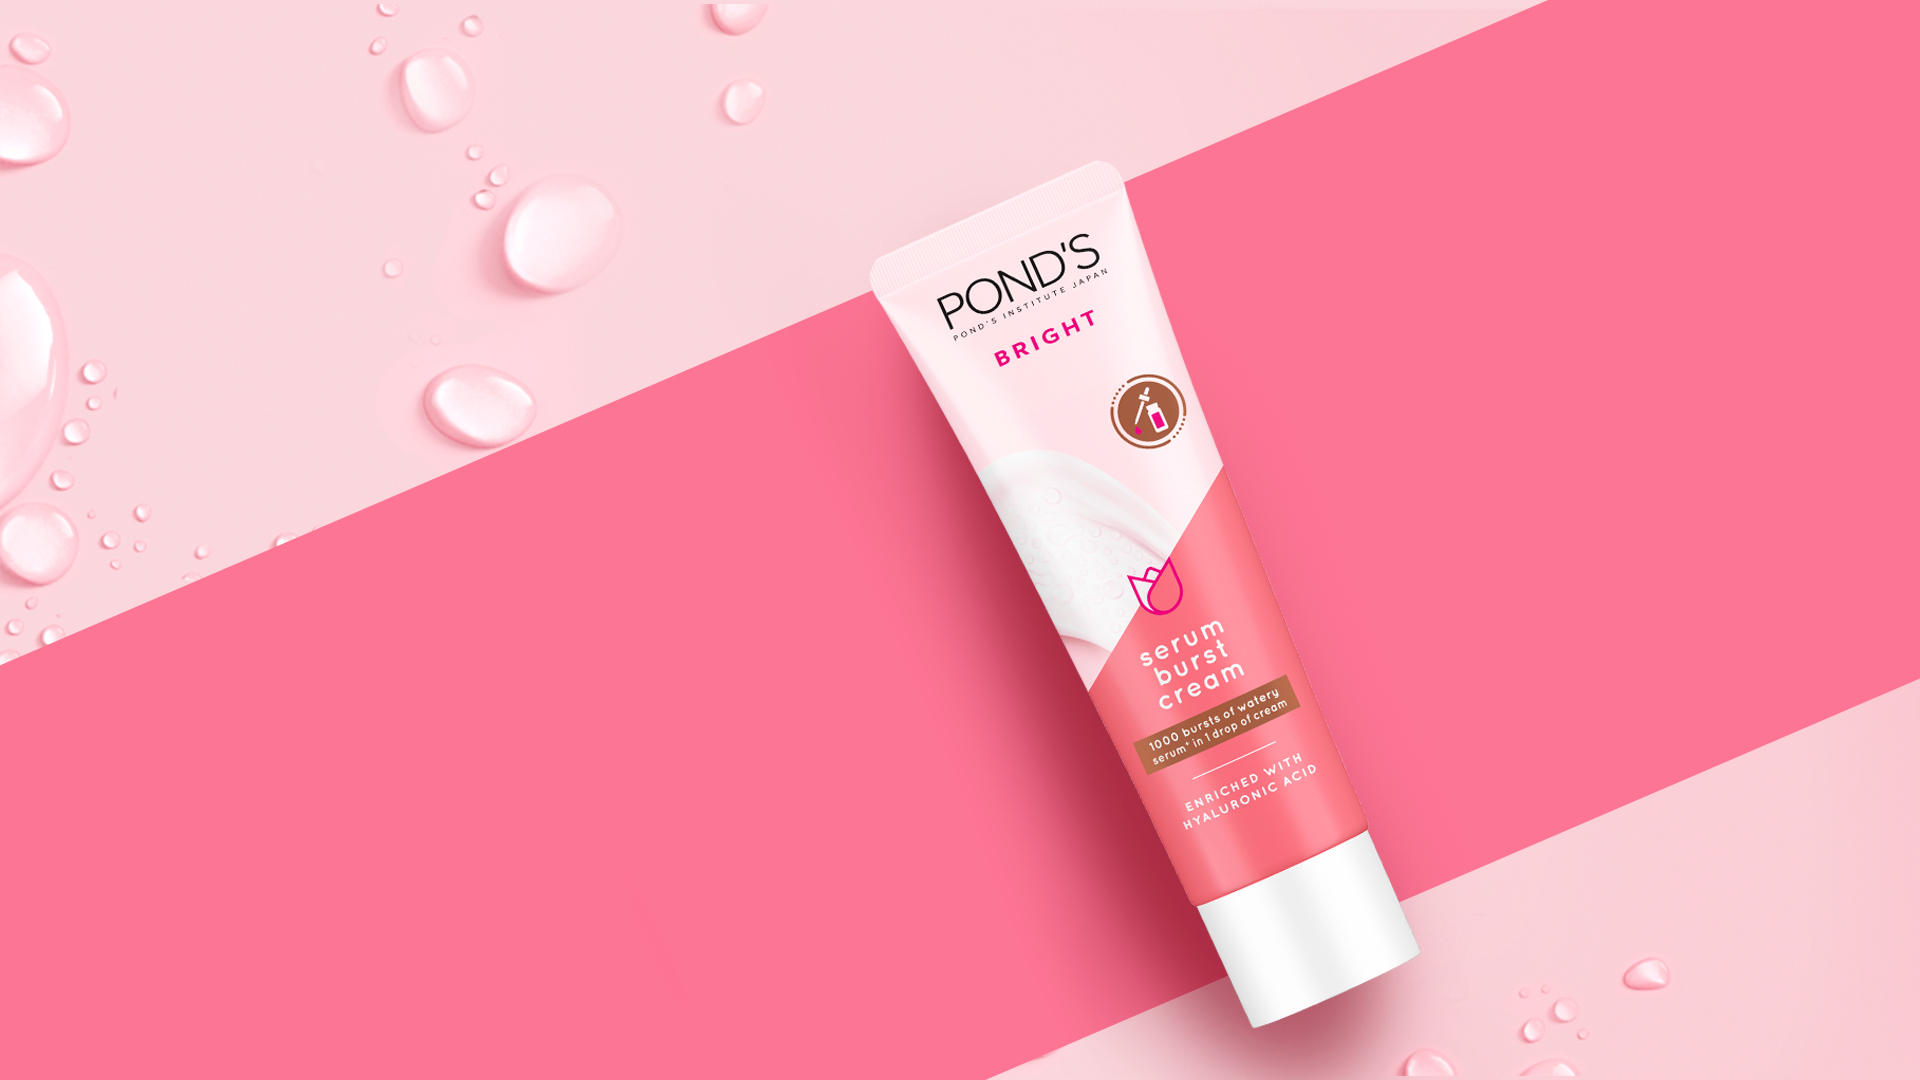 POND'S
POND'S INSTITUTE JAPAN
BRIGHT
serum
burst
cream
1000 bursts of watery
serum⁺ in 1 drop of cream
ENRICHED WITH
HYALURONIC ACID